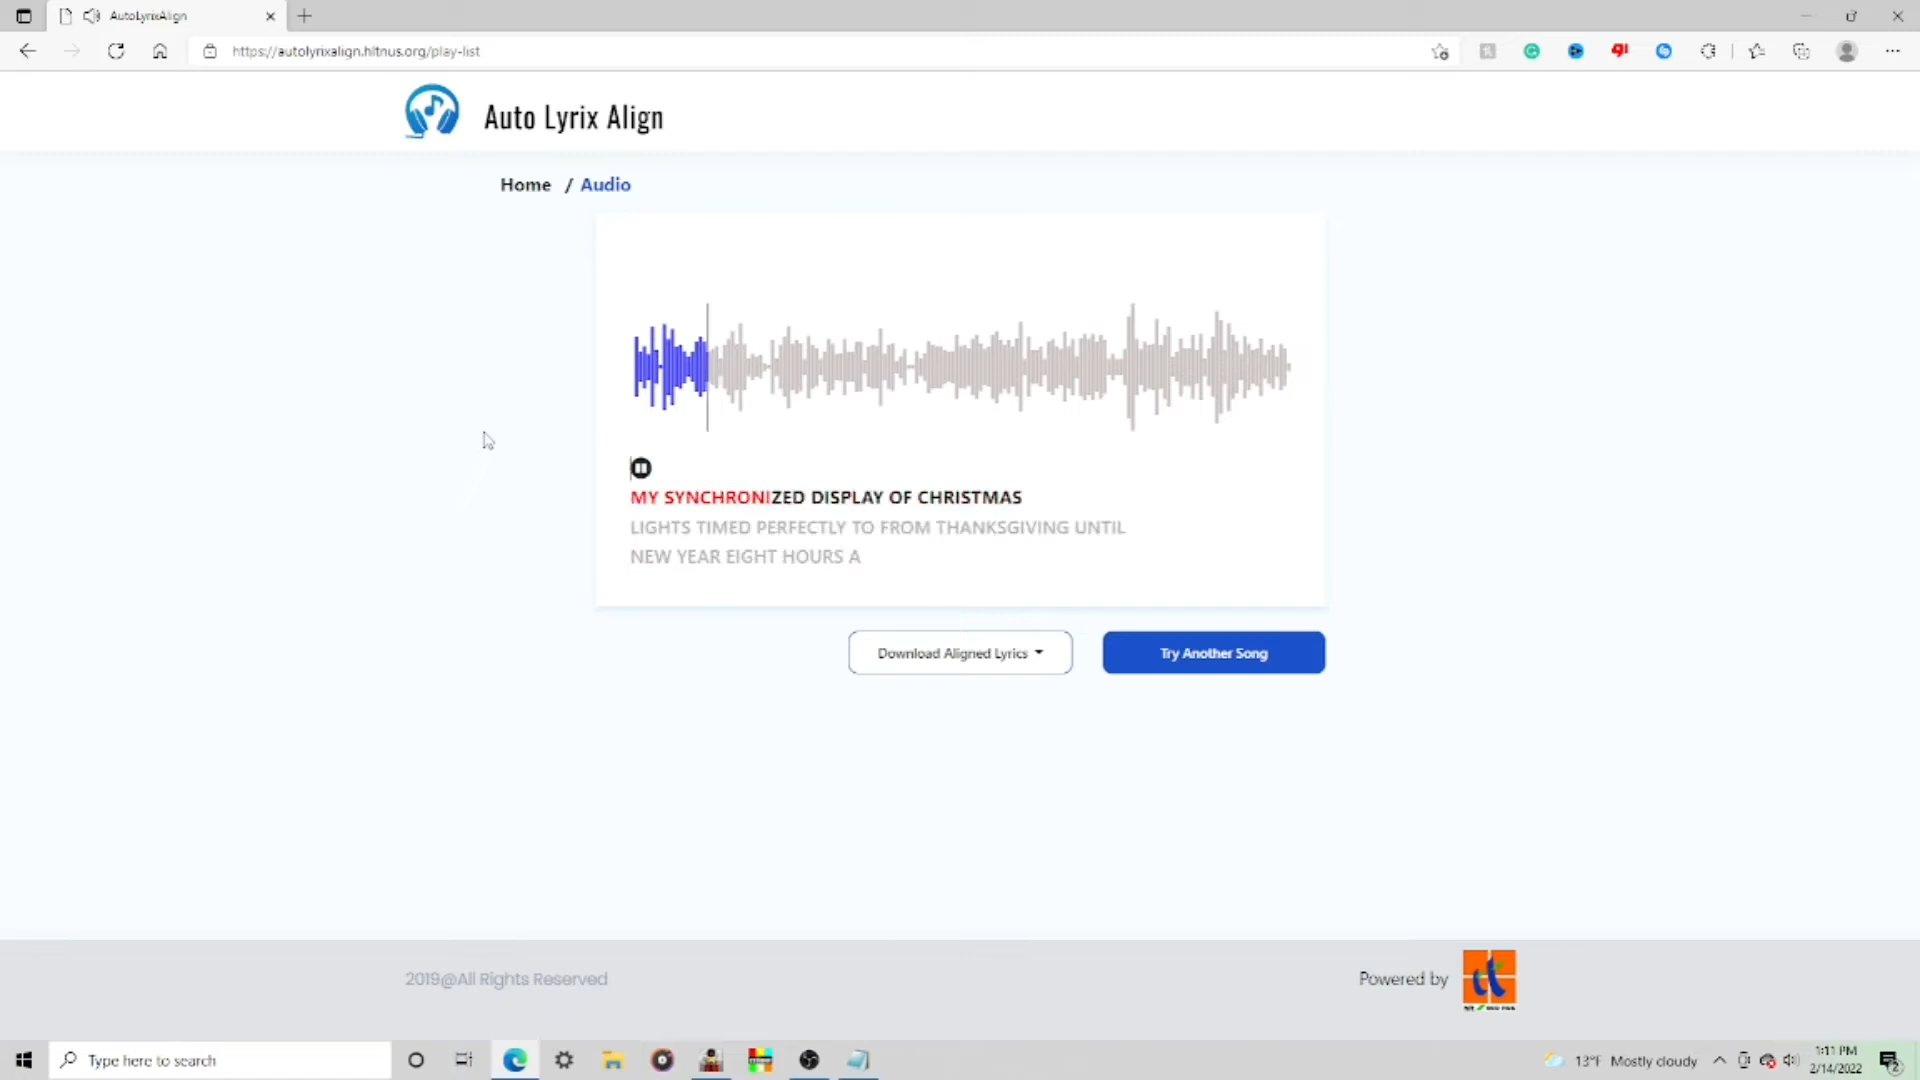 AutoLyrixAlign
https://autolyrixalign.hltnus.org/play-list
Auto Lyrix Align
Home / Audio
MY SYNCHRONIZED DISPLAY OF CHRISTMAS
LIGHTS TIMED PERFECTLY TO FROM THANKSGIVING UNTIL
NEW YEAR EIGHT HOURS A
Download Aligned Lyrics
Try Another Song
2019@All Rights Reserved
Powered by
Type here to search
13°F Mostly cloudy
1:11 PM
2/14/2022
2